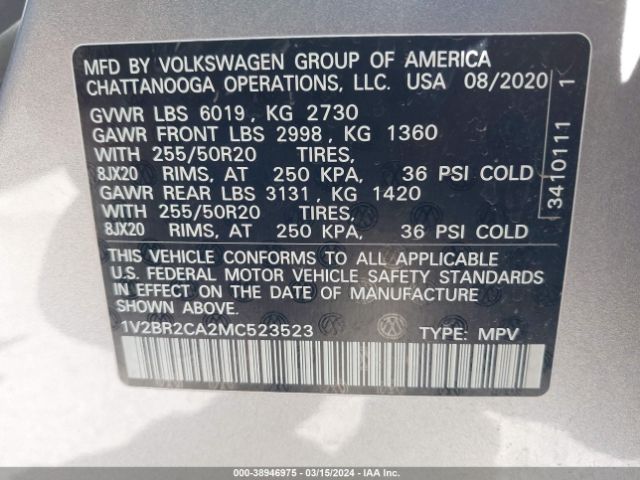 MFD BY VOLKSWAGEN GROUP OF AMERICA
CHATTANOOGA OPERATIONS, LLC. USA 08/2020
GVWR LBS 6019, KG 2730
GAWR FRONT LBS 2998, KG 1360
WITH 255/50R20 TIRES,
8JX20 RIMS, AT 250 KPA, 36 PSI COLD
GAWR REAR LBS 3131, KG 1420
WITH 255/50R20 TIRES,
8JX20 RIMS, AT 250 KPA, 36 PSI COLD
THIS VEHICLE CONFORMS TO ALL APPLICABLE
U.S. FEDERAL MOTOR VEHICLE SAFETY STANDARDS
IN EFFECT ON THE DATE OF MANUFACTURE
SHOWN ABOVE.
1V2BR2CA2MC523523 TYPE: MPV
3410111 1
000-38946975 - 03/15/2024 - IAAI.com